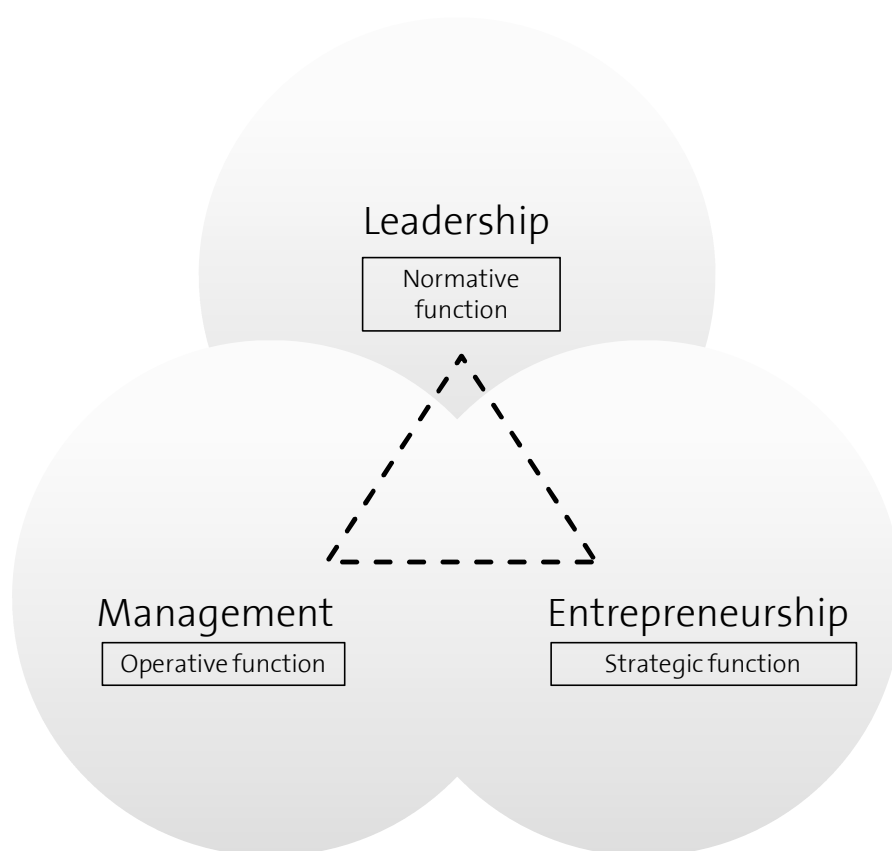 Leadership
Normative
function
Management
Entrepreneurship
Operative function
Strategic function